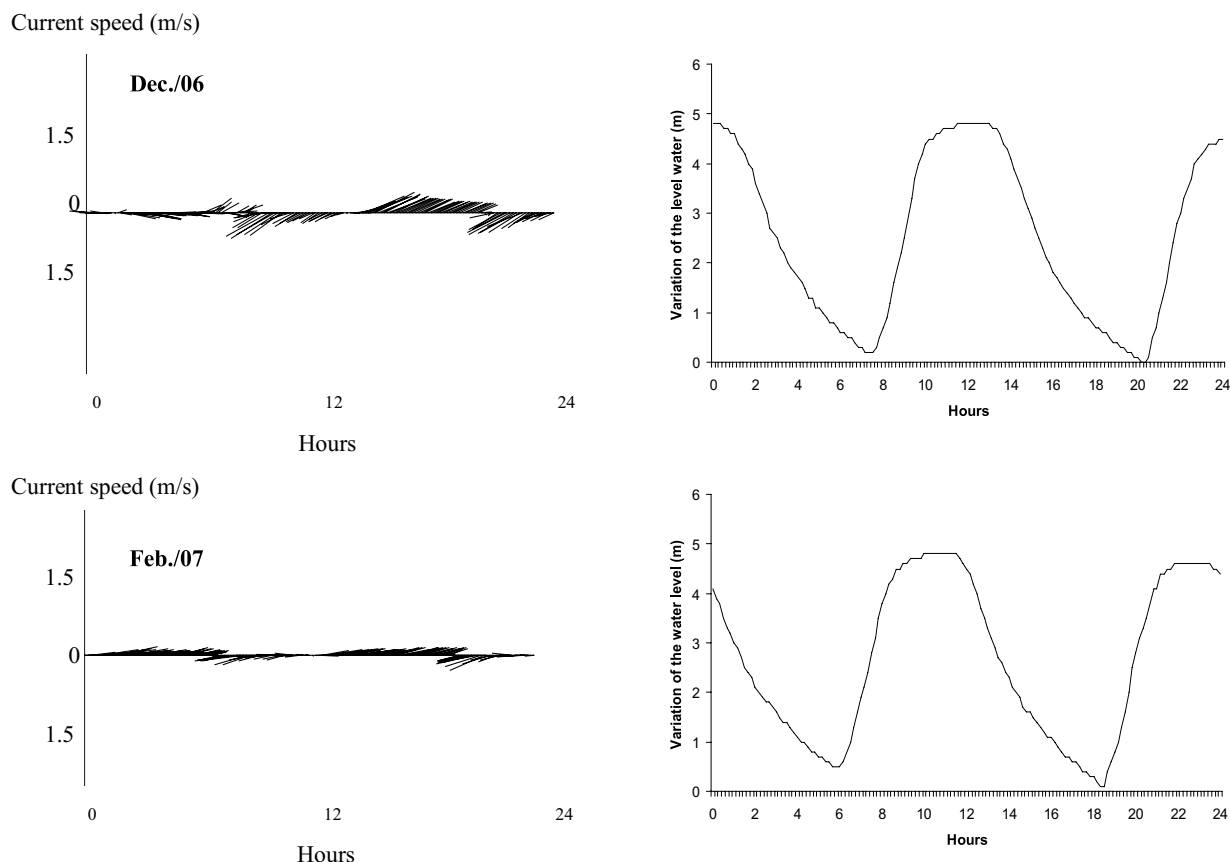 Current speed (m/s)
Dec./06
1.5
0
1.5
0 12 24
Hours
Variation of the level water (m)
6
5
4
3
2
1
0
0 2 4 6 8 10 12 14 16 18 20 22 24
Hours
Current speed (m/s)
Feb./07
1.5
0
1.5
0 12 24
Hours
Variation of the water level (m)
6
5
4
3
2
1
0
0 2 4 6 8 10 12 14 16 18 20 22 24
Hours